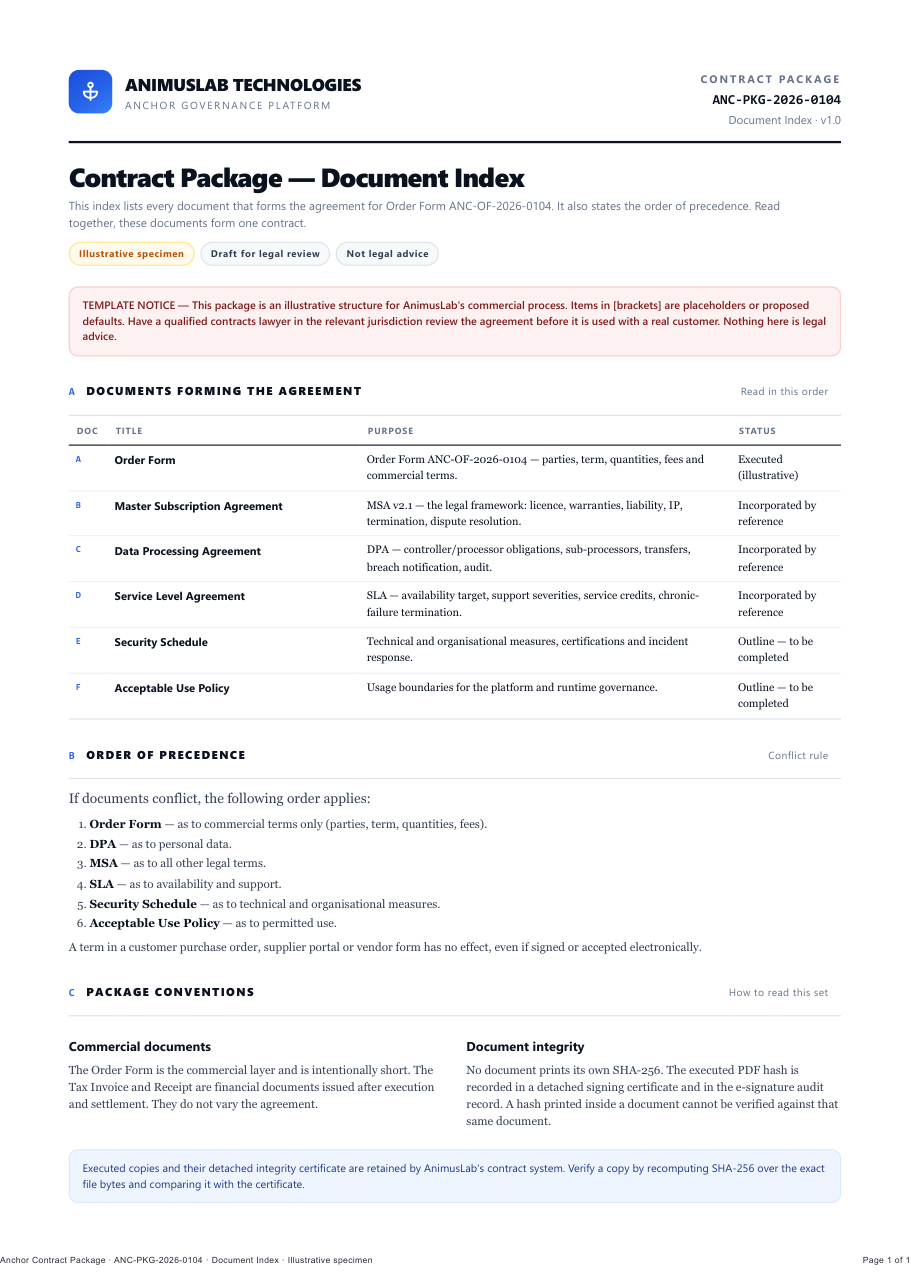 ANIMUSLAB TECHNOLOGIES
ANCHOR GOVERNANCE PLATFORM
CONTRACT PACKAGE
ANC-PKG-2026-0104
Document Index · v1.0
Contract Package — Document Index
This index lists every document that forms the agreement for Order Form ANC-OF-2026-0104. It also states the order of precedence. Read
together, these documents form one contract.
Illustrative specimen Draft for legal review Not legal advice
TEMPLATE NOTICE — This package is an illustrative structure for AnimusLab's commercial process. Items in [brackets] are placeholders or proposed
defaults. Have a qualified contracts lawyer in the relevant jurisdiction review the agreement before it is used with a real customer. Nothing here is legal
advice.
A DOCUMENTS FORMING THE AGREEMENT Read in this order
DOC TITLE PURPOSE STATUS
A Order Form Order Form ANC-OF-2026-0104 — parties, term, quantities, fees and Executed
commercial terms. (illustrative)
B Master Subscription Agreement MSA v2.1 — the legal framework: licence, warranties, liability, IP, Incorporated by
termination, dispute resolution. reference
C Data Processing Agreement DPA — controller/processor obligations, sub-processors, transfers, Incorporated by
breach notification, audit. reference
D Service Level Agreement SLA — availability target, support severities, service credits, chronic- Incorporated by
failure termination. reference
E Security Schedule Technical and organisational measures, certifications and incident Outline — to be
response. completed
F Acceptable Use Policy Usage boundaries for the platform and runtime governance. Outline — to be
completed
B ORDER OF PRECEDENCE Conflict rule
If documents conflict, the following order applies:
1. Order Form — as to commercial terms only (parties, term, quantities, fees).
2. DPA — as to personal data.
3. MSA — as to all other legal terms.
4. SLA — as to availability and support.
5. Security Schedule — as to technical and organisational measures.
6. Acceptable Use Policy — as to permitted use.
A term in a customer purchase order, supplier portal or vendor form has no effect, even if signed or accepted electronically.
C PACKAGE CONVENTIONS How to read this set
Commercial documents
The Order Form is the commercial layer and is intentionally short. The
Tax Invoice and Receipt are financial documents issued after execution
and settlement. They do not vary the agreement.
Document integrity
No document prints its own SHA-256. The executed PDF hash is
recorded in a detached signing certificate and in the e-signature audit
record. A hash printed inside a document cannot be verified against that
same document.
Executed copies and their detached integrity certificate are retained by AnimusLab's contract system. Verify a copy by recomputing SHA-256 over the exact
file bytes and comparing it with the certificate.
Anchor Contract Package · ANC-PKG-2026-0104 · Document Index · Illustrative specimen Page 1 of 1